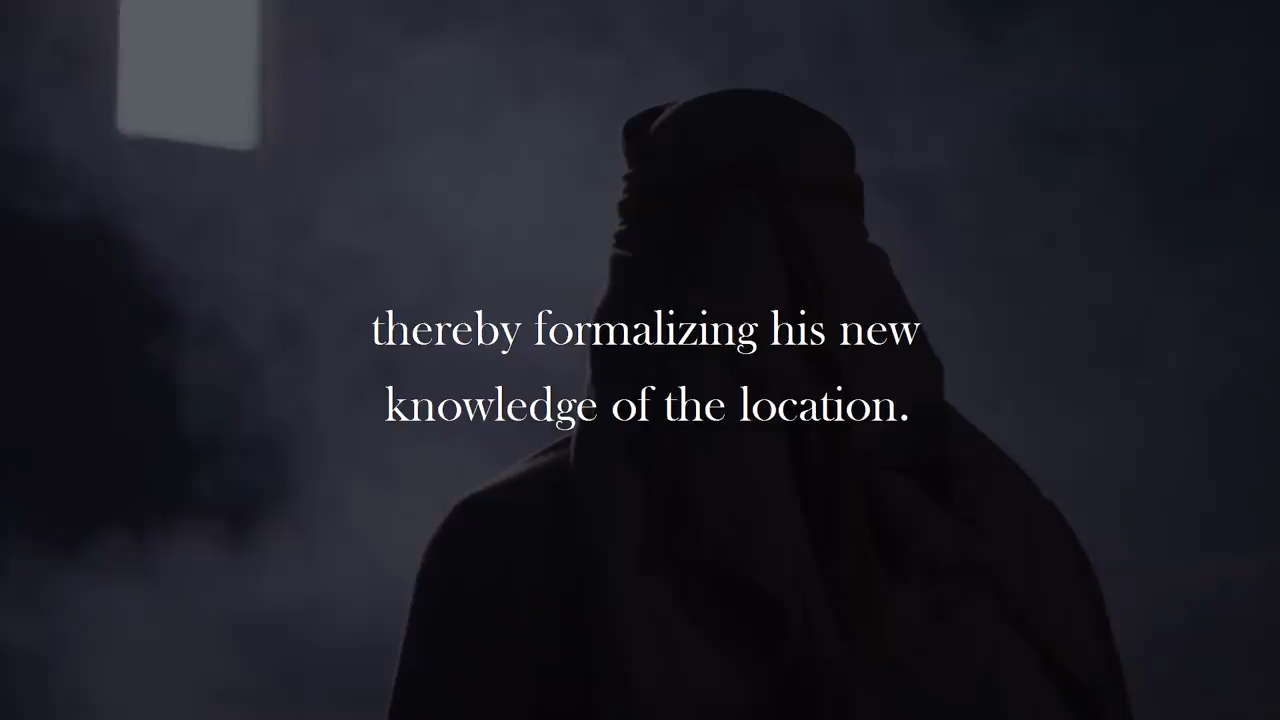 thereby formalizing his new
knowledge of the location.